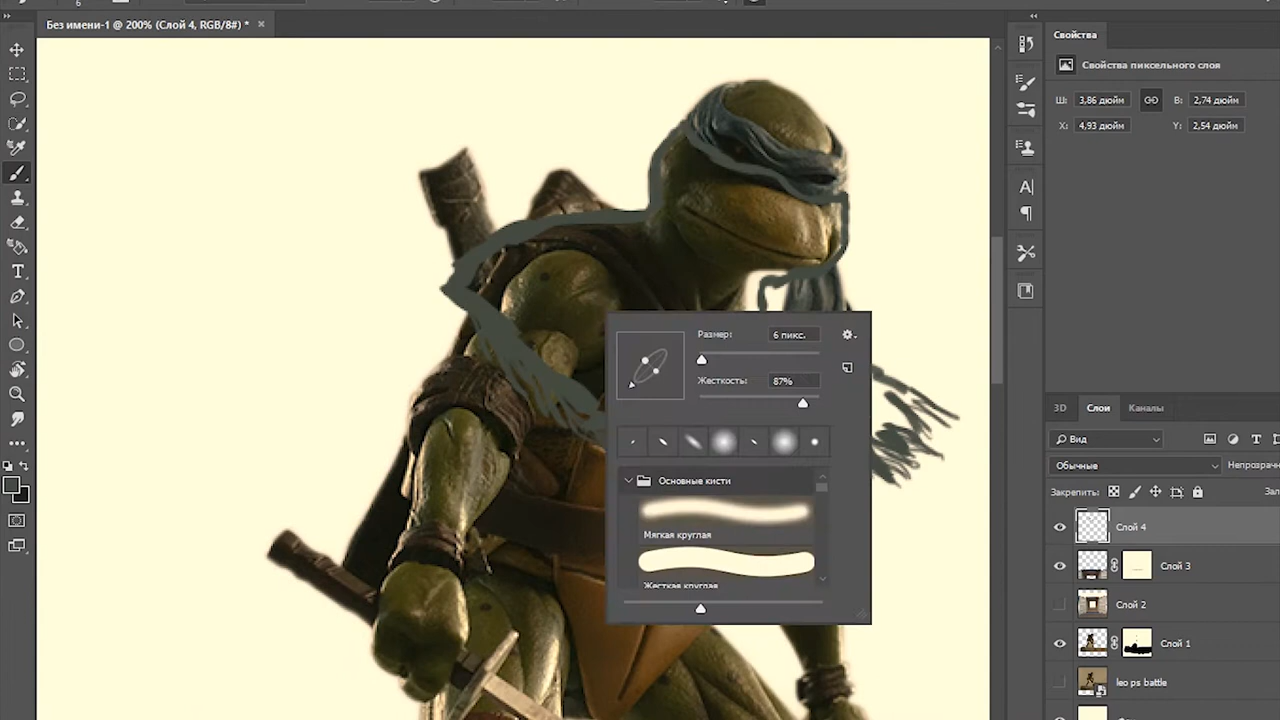 6
Без имени-1 @ 200% (Слой 4, RGB/8#) *
Свойства
Свойства пиксельного слоя
Ш: 3,86 дюйм
В: 2,74 дюйм
X: 4,93 дюйм
Y: 2,54 дюйм
Размер: 6 пикс.
Жесткость: 87%
Основные кисти
Мягкая круглая
Жесткая круглая
3D Слои Каналы
Вид
Обычные
Непрозрачн
Закрепить:
Зал
Слой 4
Слой 3
Слой 2
Слой 1
leo ps battle